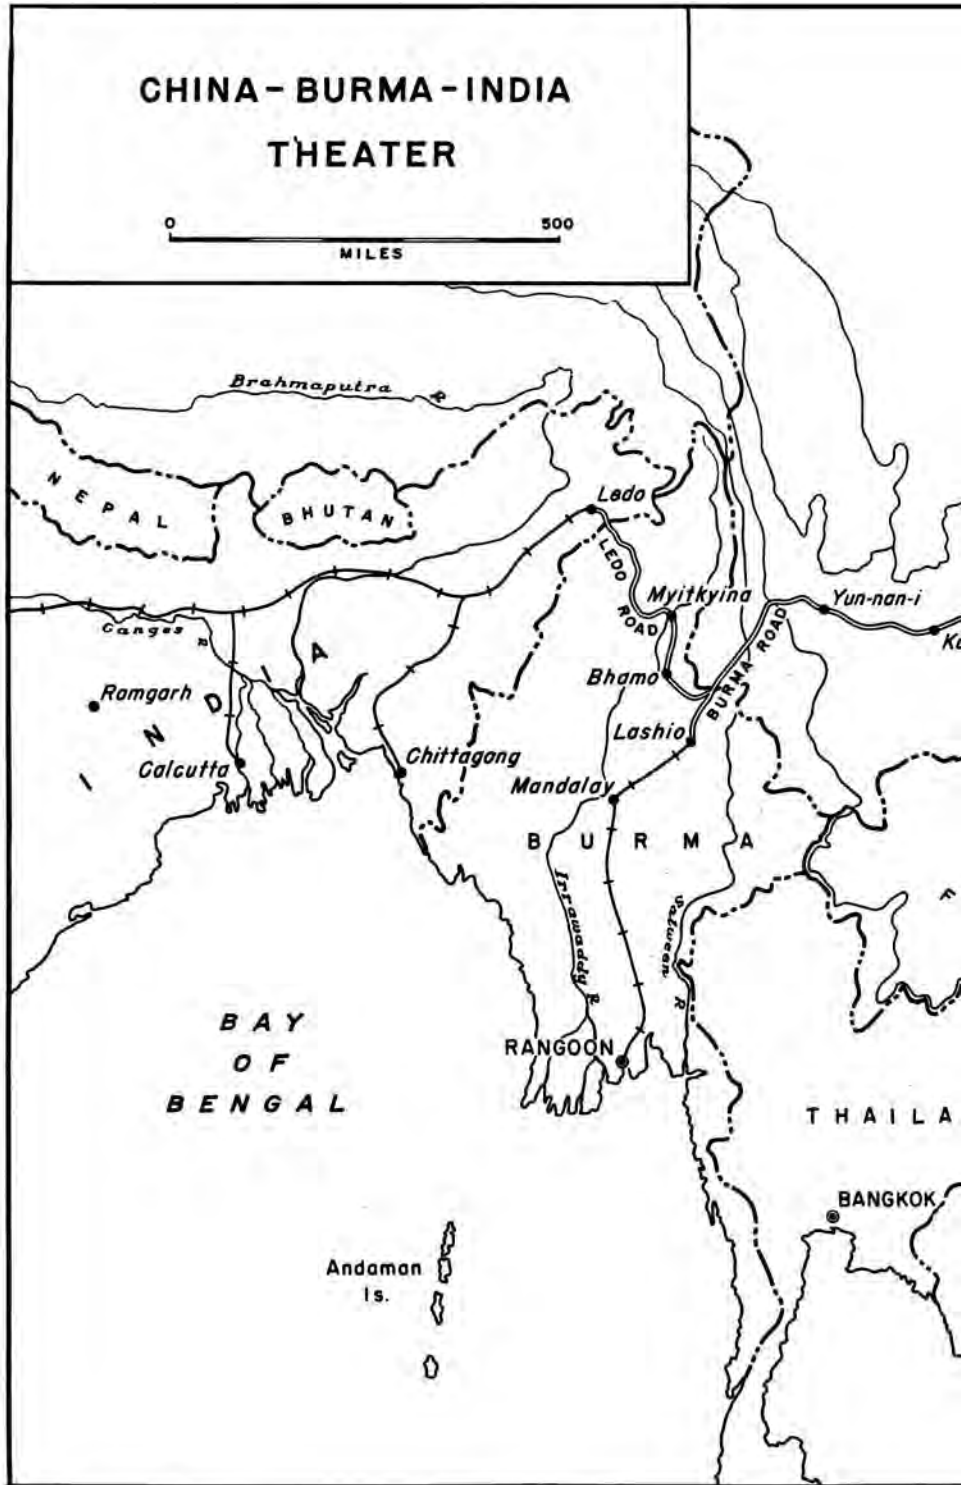 CHINA-BURMA-INDIA
THEATER
0 500
MILES
Brahmaputra R
NEPAL
BHUTAN
Ledo
LEDO ROAD
Myitkyina
Yun-nan-i
Ganges R
Ku
BURMA ROAD
Bhamo
INDIA
Ramgarh
Lashio
Calcutta
Chittagong
Mandalay
BURMA
Irrawaddy R
Salween R
F
BAY
OF
BENGAL
RANGOON
THAILA
BANGKOK
Andaman
Is.